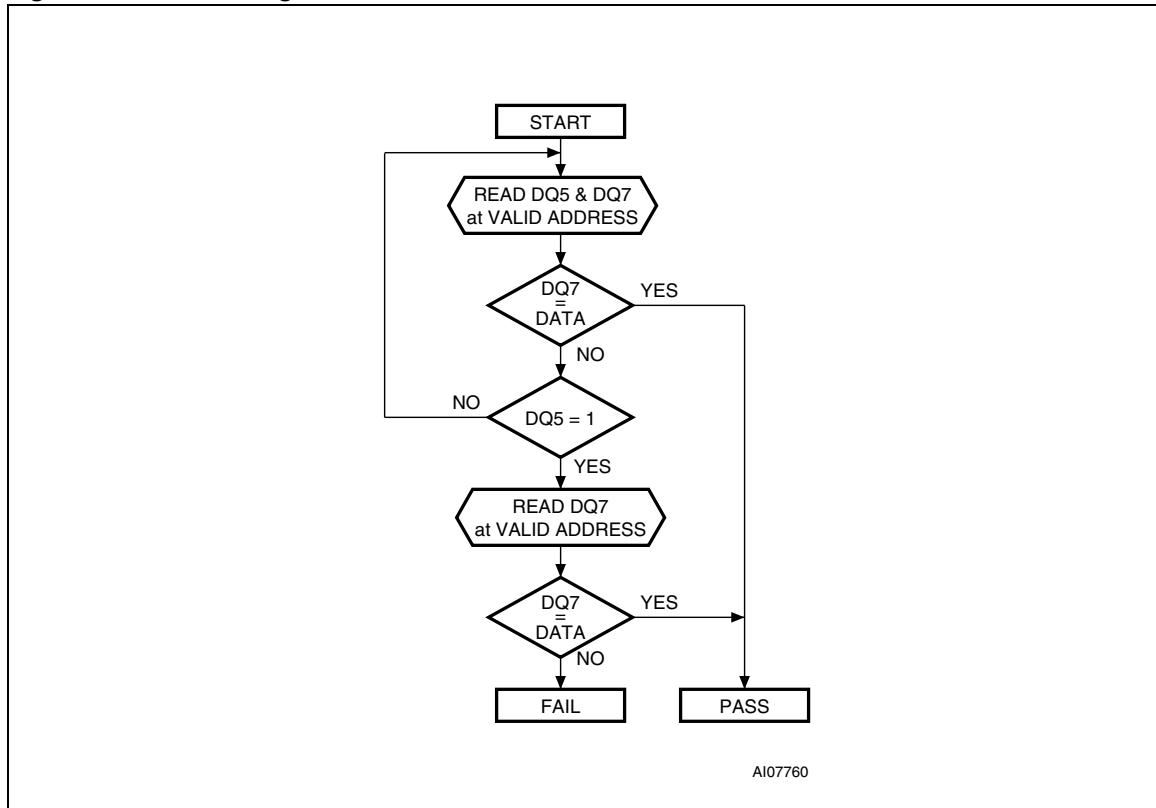 START
READ DQ5 & DQ7
at VALID ADDRESS
DQ7
=
DATA
YES
NO
DQ5 = 1
NO
YES
READ DQ7
at VALID ADDRESS
DQ7
=
DATA
YES
NO
FAIL
PASS
AI07760